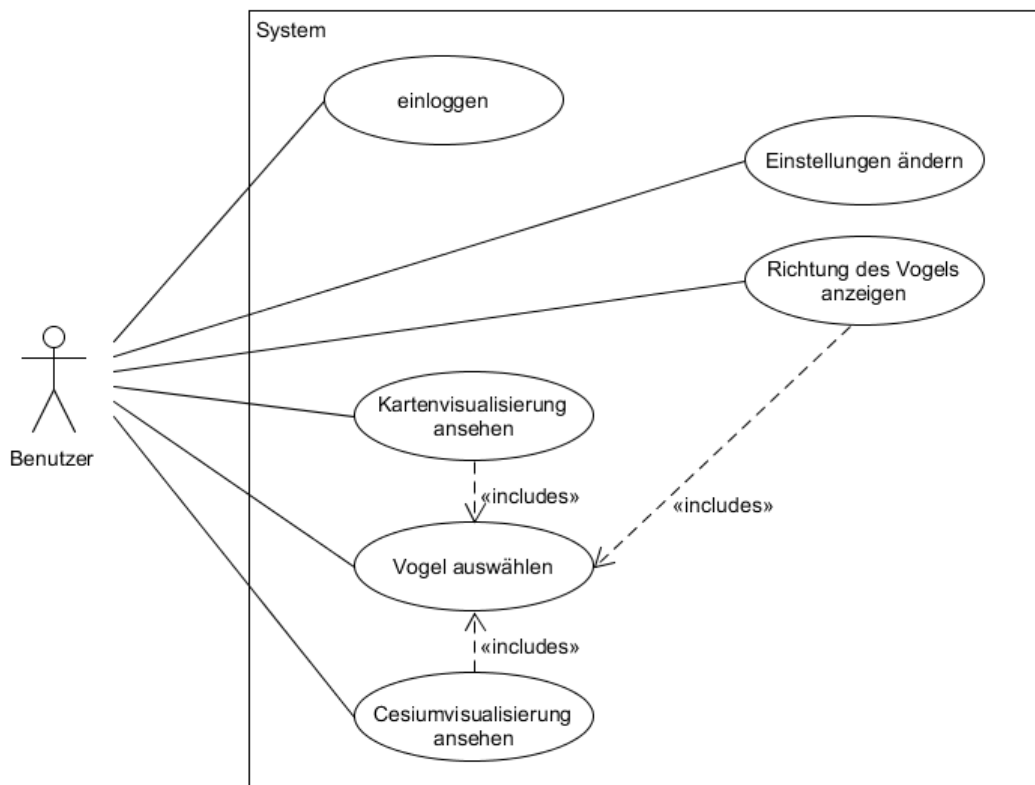 System
einloggen
Einstellungen ändern
Richtung des Vogels
anzeigen
Benutzer
Kartenvisualisierung
ansehen
«includes»
«includes»
Vogel auswählen
«includes»
Cesiumvisualisierung
ansehen